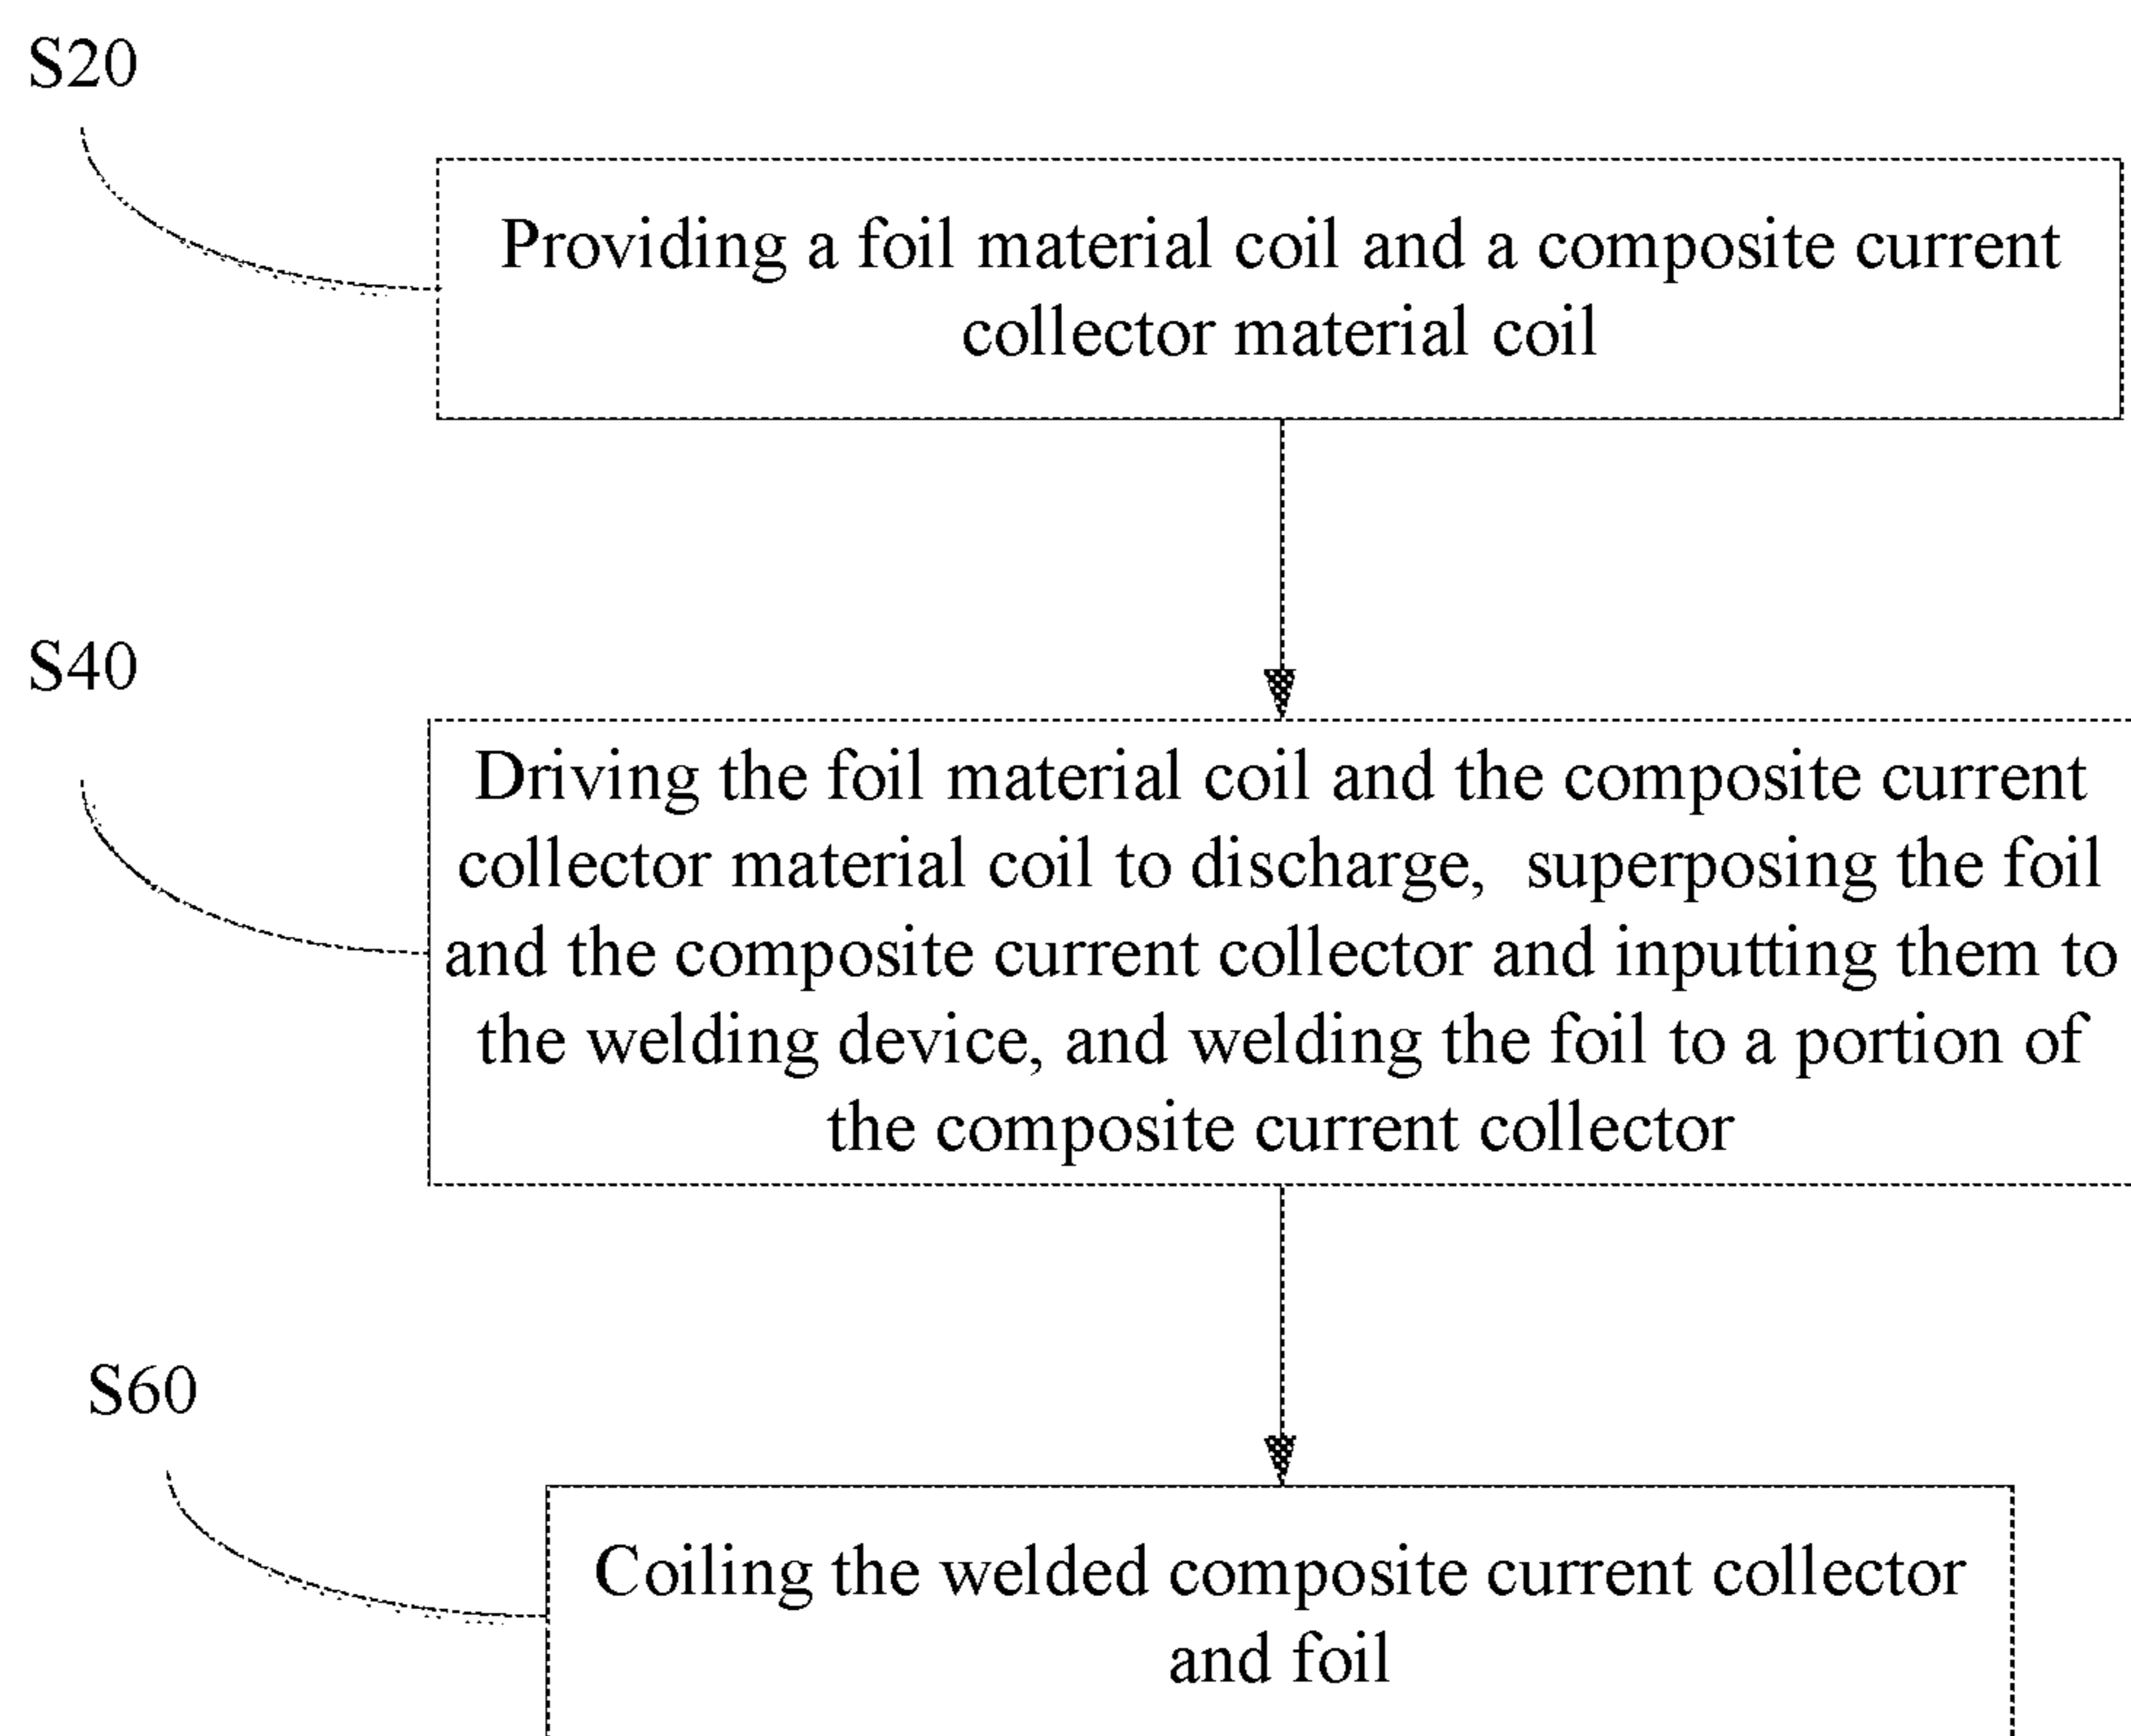 S20
Providing a foil material coil and a composite current
collector material coil
S40
Driving the foil material coil and the composite current
collector material coil to discharge, superposing the foil
and the composite current collector and inputting them to
the welding device, and welding the foil to a portion of
the composite current collector
S60
Coiling the welded composite current collector
and foil